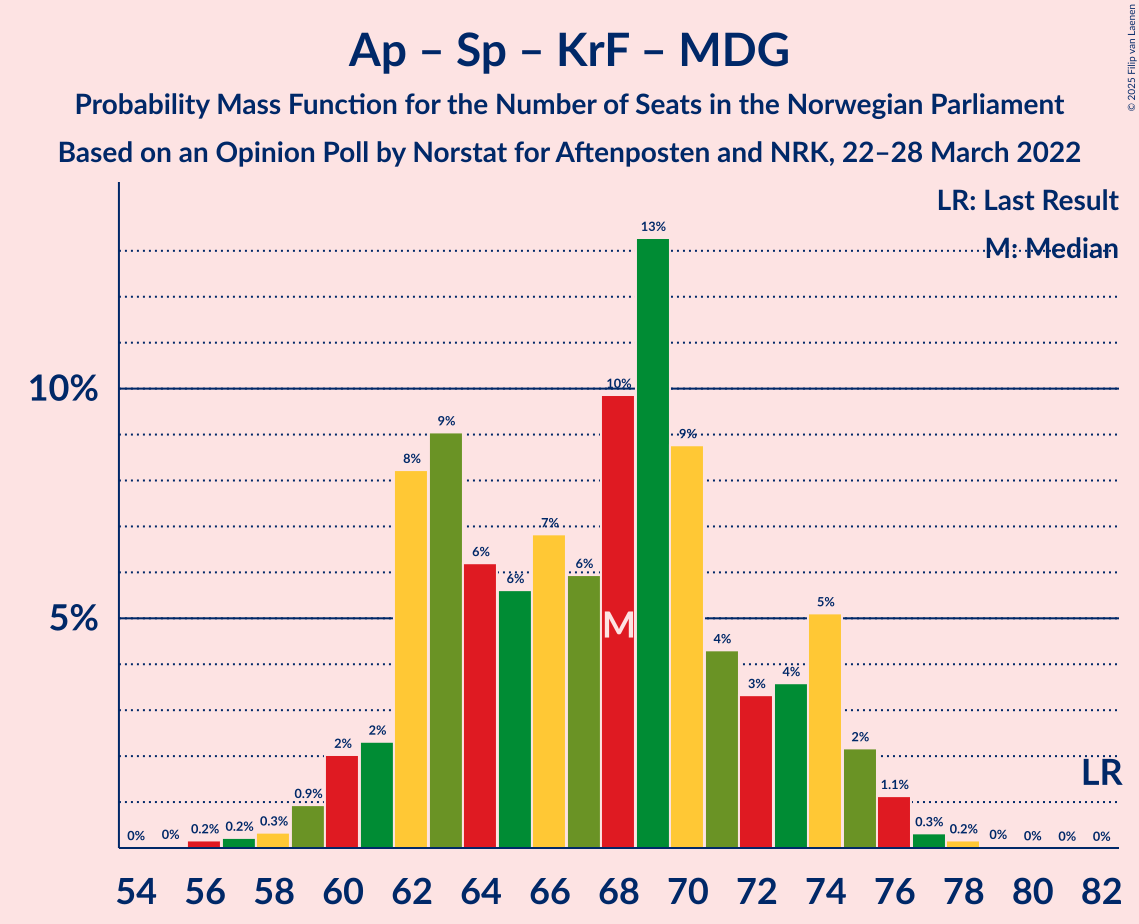 © 2025 Filip van Laenen
Ap – Sp – KrF – MDG
Probability Mass Function for the Number of Seats in the Norwegian Parliament
Based on an Opinion Poll by Norstat for Aftenposten and NRK, 22–28 March 2022
LR: Last Result
M: Median
10%
5%
0% 0% 0.2% 0.2% 0.3% 0.9% 2% 2% 8% 9% 6% 6% 7% 6% 10% 13% 9% 4% 3% 4% 5% 2% 1.1% 0.3% 0.2% 0% 0% 0% 0%
M
LR
54 56 58 60 62 64 66 68 70 72 74 76 78 80 82